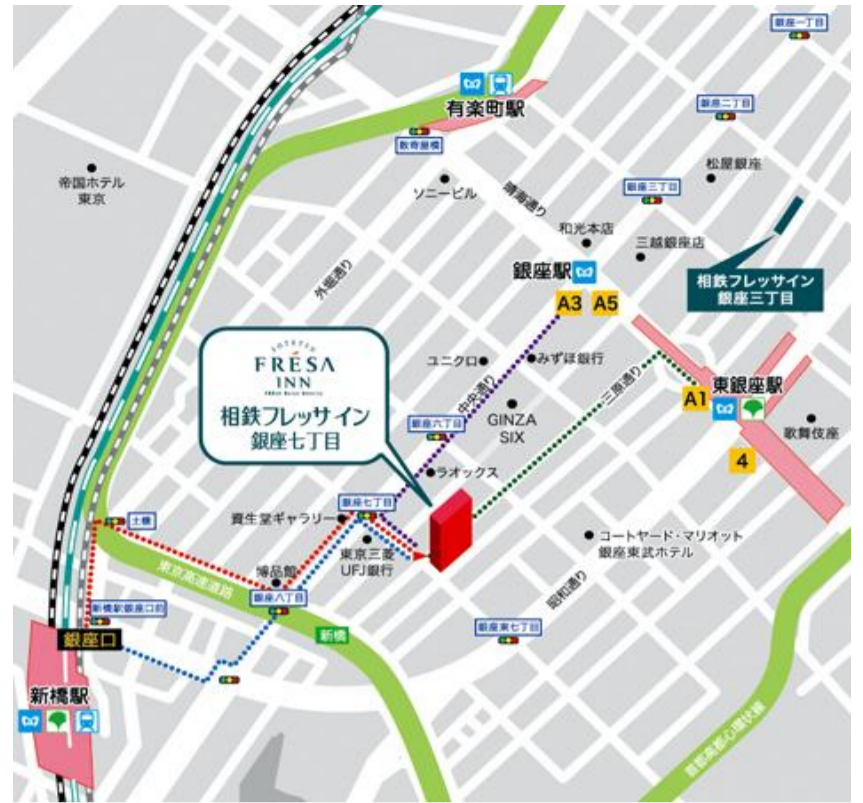 銀座一丁目
有楽町駅
銀座二丁目
数寄屋橋
松屋銀座
帝国ホテル
東京
ソニービル
銀座三丁目
晴海通り
和光本店
三越銀座店
銀座駅
外堀通り
相鉄フレッサイン
銀座三丁目
A3
A5
SOTETSU
FRÉSA
INN
相鉄フレッサイン
銀座七丁目
ユニクロ
みずほ銀行
中央通り
三原通り
東銀座駅
A1
GINZA
SIX
銀座六丁目
歌舞伎座
4
ラオックス
銀座七丁目
資生堂ギャラリー
土橋
東京三菱
UFJ銀行
コートヤード・マリオット
銀座東武ホテル
東京高速道路
博品館
昭和通り
銀座八丁目
新橋駅銀座口前
銀座口
新橋
銀座東七丁目
新橋駅
首都高都心環状線